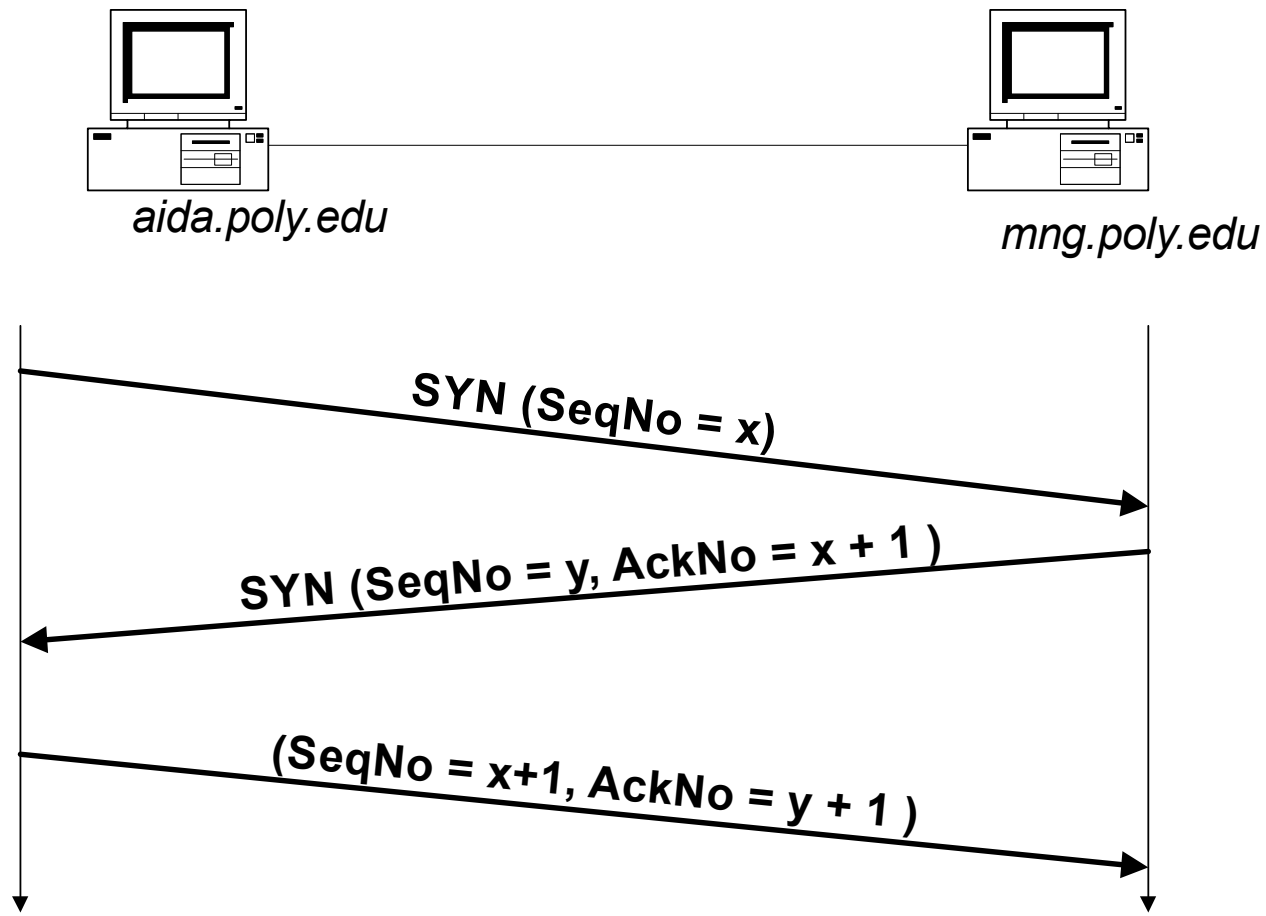 aida.poly.edu
mng.poly.edu
SYN (SeqNo = x)
SYN (SeqNo = y, AckNo = x + 1 )
(SeqNo = x+1, AckNo = y + 1 )